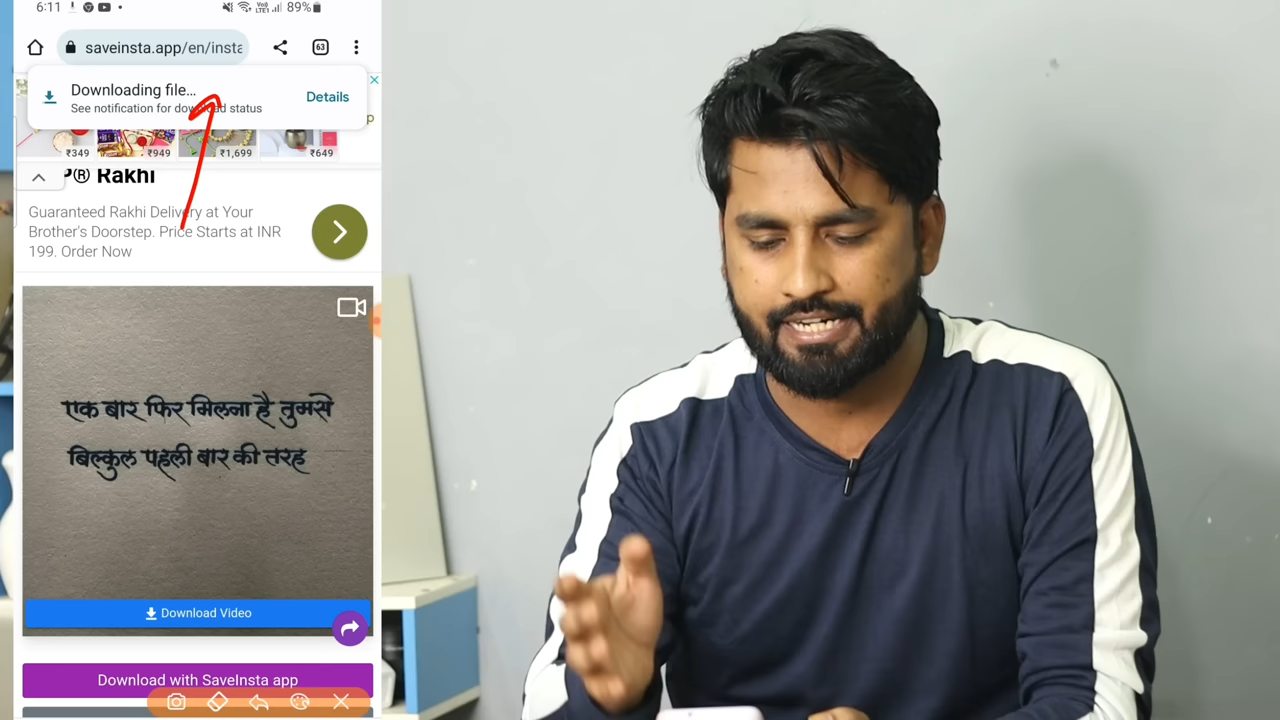 6:11
Vo)
LTE1
89%
saveinsta.app/en/insta
63
Downloading file...
See notification for download status
Details
₹349
₹949
₹1,699
₹649
P® Rakhi
Guaranteed Rakhi Delivery at Your
Brother's Doorstep. Price Starts at INR
199. Order Now
एक बार फिर मिलना है तुमसे
बिल्कुल पहली बार की तरह
Download Video
Download with SaveInsta app